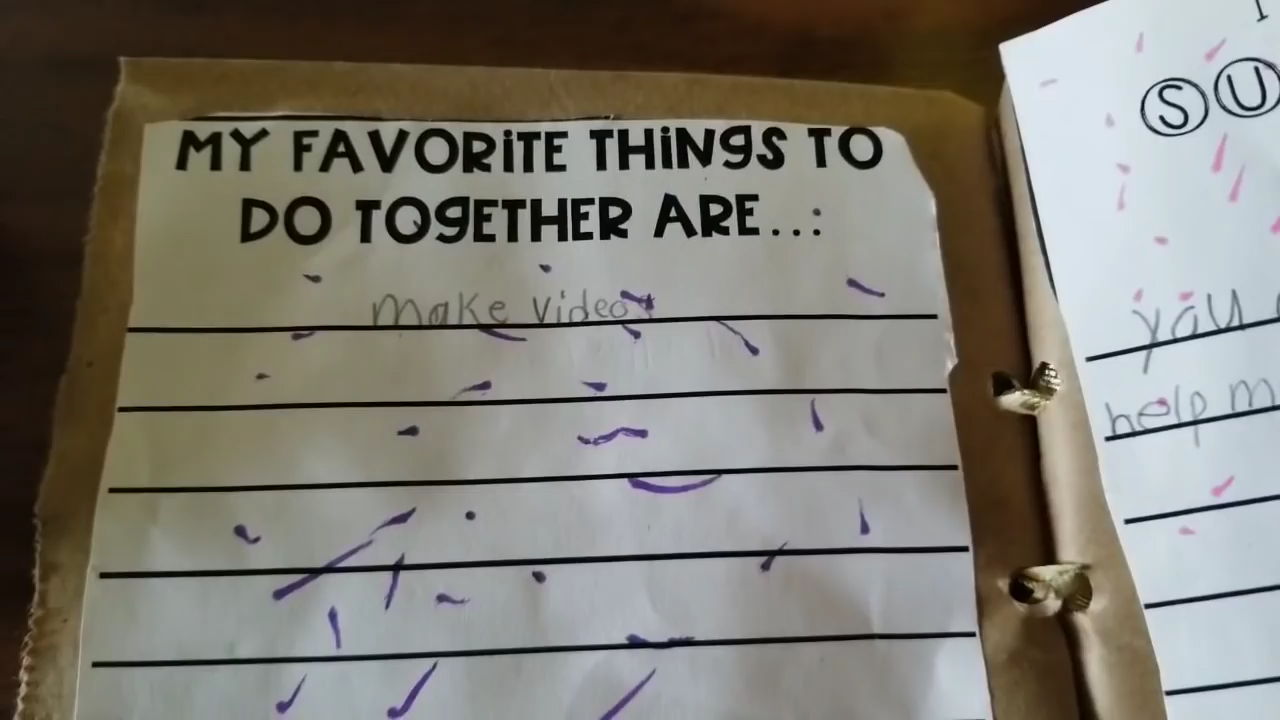 MY FAVORiTE THiNgS TO
DO TOgETHER ARE...:
make videos
SU
you
help m